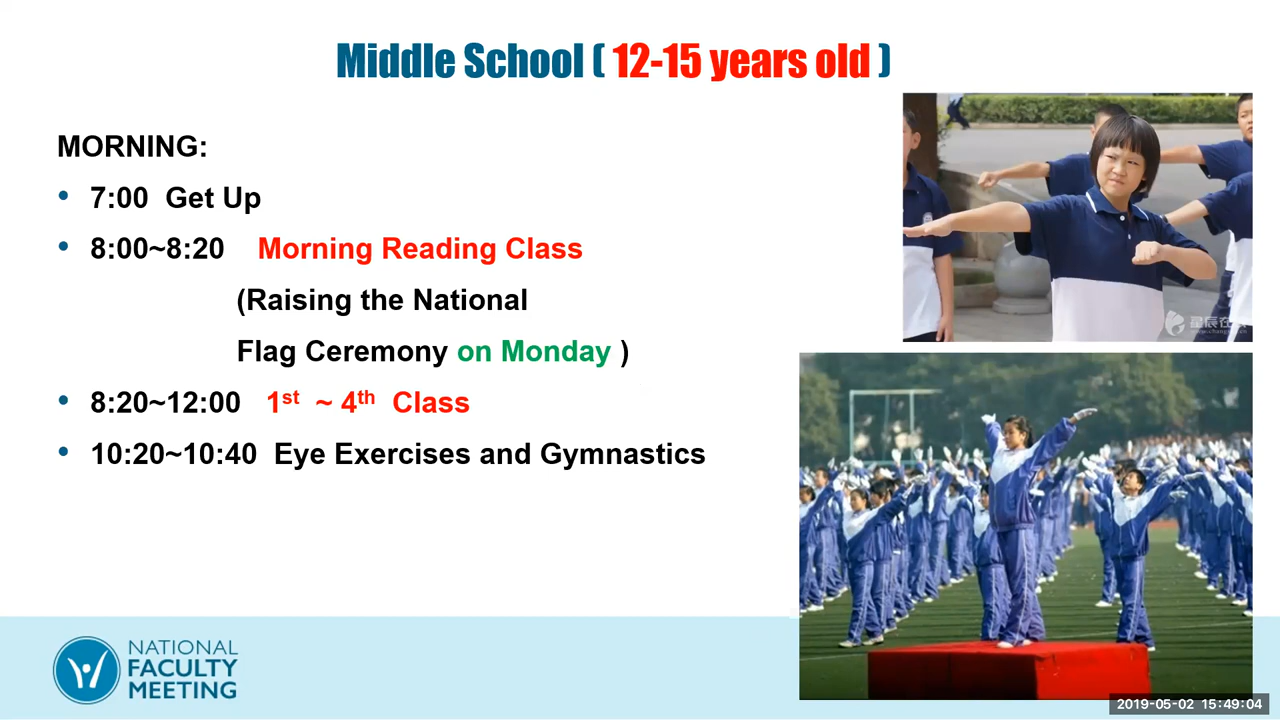 Middle School ( 12-15 years old )
MORNING:
• 7:00 Get Up
• 8:00~8:20 Morning Reading Class
(Raising the National
Flag Ceremony on Monday )
• 8:20~12:00 1st ~ 4th Class
• 10:20~10:40 Eye Exercises and Gymnastics
NATIONAL
FACULTY
MEETING
2019-05-02 15:49:04